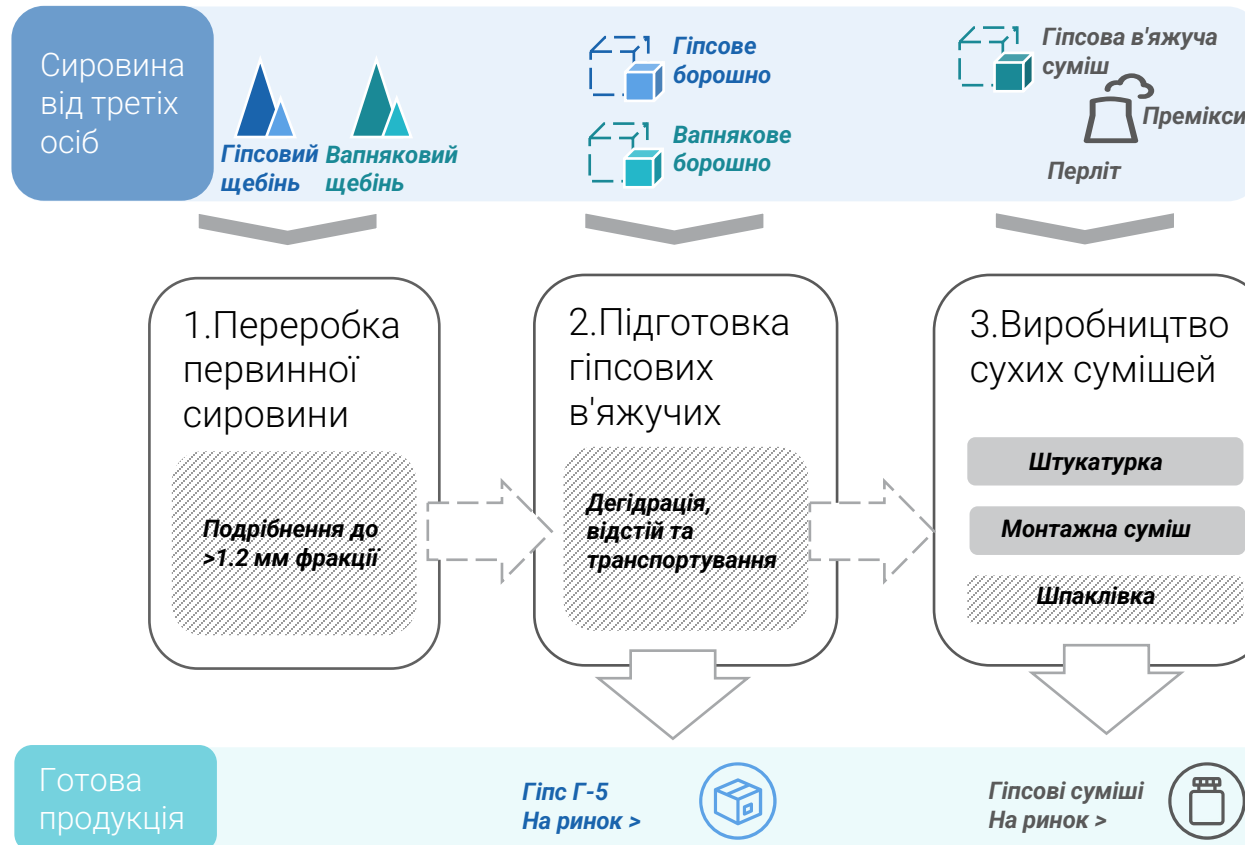 Сировина
від третіх
осіб
Гіпсовий
щебінь
Вапняковий
щебінь
Гіпсове
борошно
Вапнякове
борошно
Гіпсова в'яжуча
суміш
Премікси
Перліт
1.Переробка
первинної
сировини
Подрібнення до
>1.2 мм фракції
2.Підготовка
гіпсових
в'яжучих
Дегідрація,
відстій та
транспортування
3.Виробництво
сухих сумішей
Штукатурка
Монтажна суміш
Шпаклівка
Готова
продукція
Гіпс Г-5
На ринок >
Гіпсові суміші
На ринок >